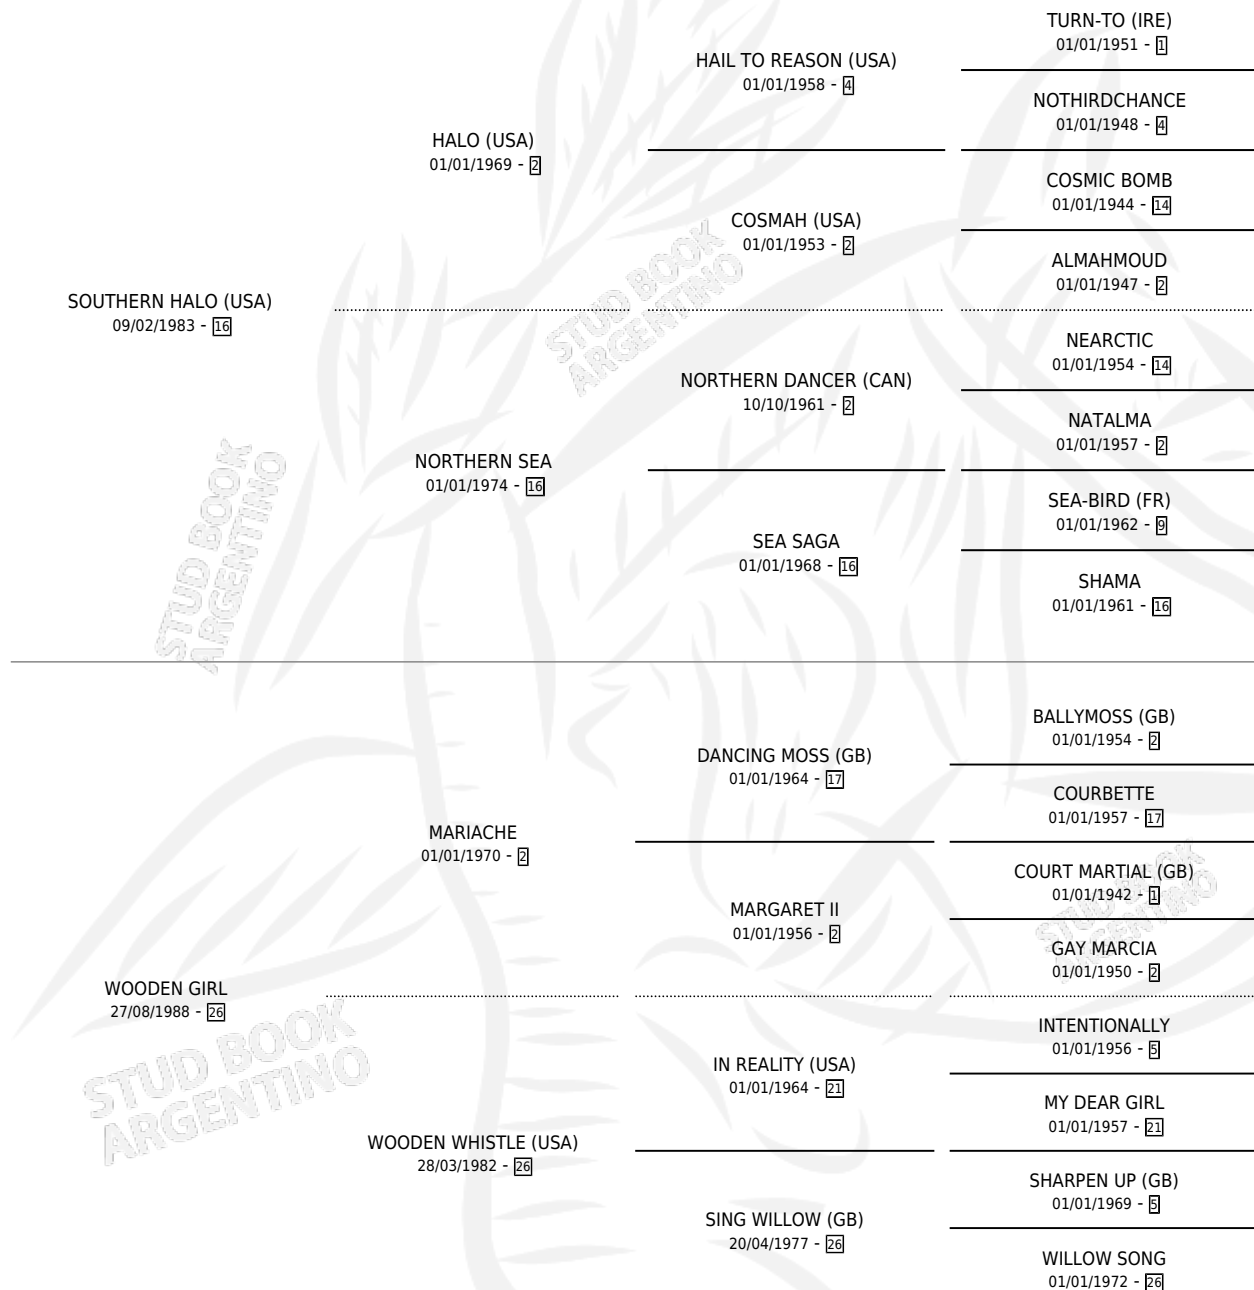 TURN-TO (IRE)
01/01/1951 - 1
HAIL TO REASON (USA)
01/01/1958 - 4
NOTHIRDCHANCE
01/01/1948 - 4
HALO (USA)
01/01/1969 - 2
COSMIC BOMB
01/01/1944 - 14
COSMAH (USA)
01/01/1953 - 2
ALMAHMOUD
01/01/1947 - 2
SOUTHERN HALO (USA)
09/02/1983 - 16
NEARCTIC
01/01/1954 - 14
NORTHERN DANCER (CAN)
10/10/1961 - 2
NATALMA
01/01/1957 - 2
NORTHERN SEA
01/01/1974 - 16
SEA-BIRD (FR)
01/01/1962 - 9
SEA SAGA
01/01/1968 - 16
SHAMA
01/01/1961 - 16
BALLYMOSS (GB)
01/01/1954 - 2
DANCING MOSS (GB)
01/01/1964 - 17
COURBETTE
01/01/1957 - 17
MARIACHE
01/01/1970 - 2
COURT MARTIAL (GB)
01/01/1942 - 1
MARGARET II
01/01/1956 - 2
GAY MARCIA
01/01/1950 - 2
WOODEN GIRL
27/08/1988 - 26
INTENTIONALLY
01/01/1956 - 5
IN REALITY (USA)
01/01/1964 - 21
MY DEAR GIRL
01/01/1957 - 21
WOODEN WHISTLE (USA)
28/03/1982 - 26
SHARPEN UP (GB)
01/01/1969 - 5
SING WILLOW (GB)
20/04/1977 - 26
WILLOW SONG
01/01/1972 - 26
STUD BOOK
ARGENTINO
STUD BOOK
ARGENTINO
STUD BOOK
ARGENTINO
STUD BOOK
ARGENTINO